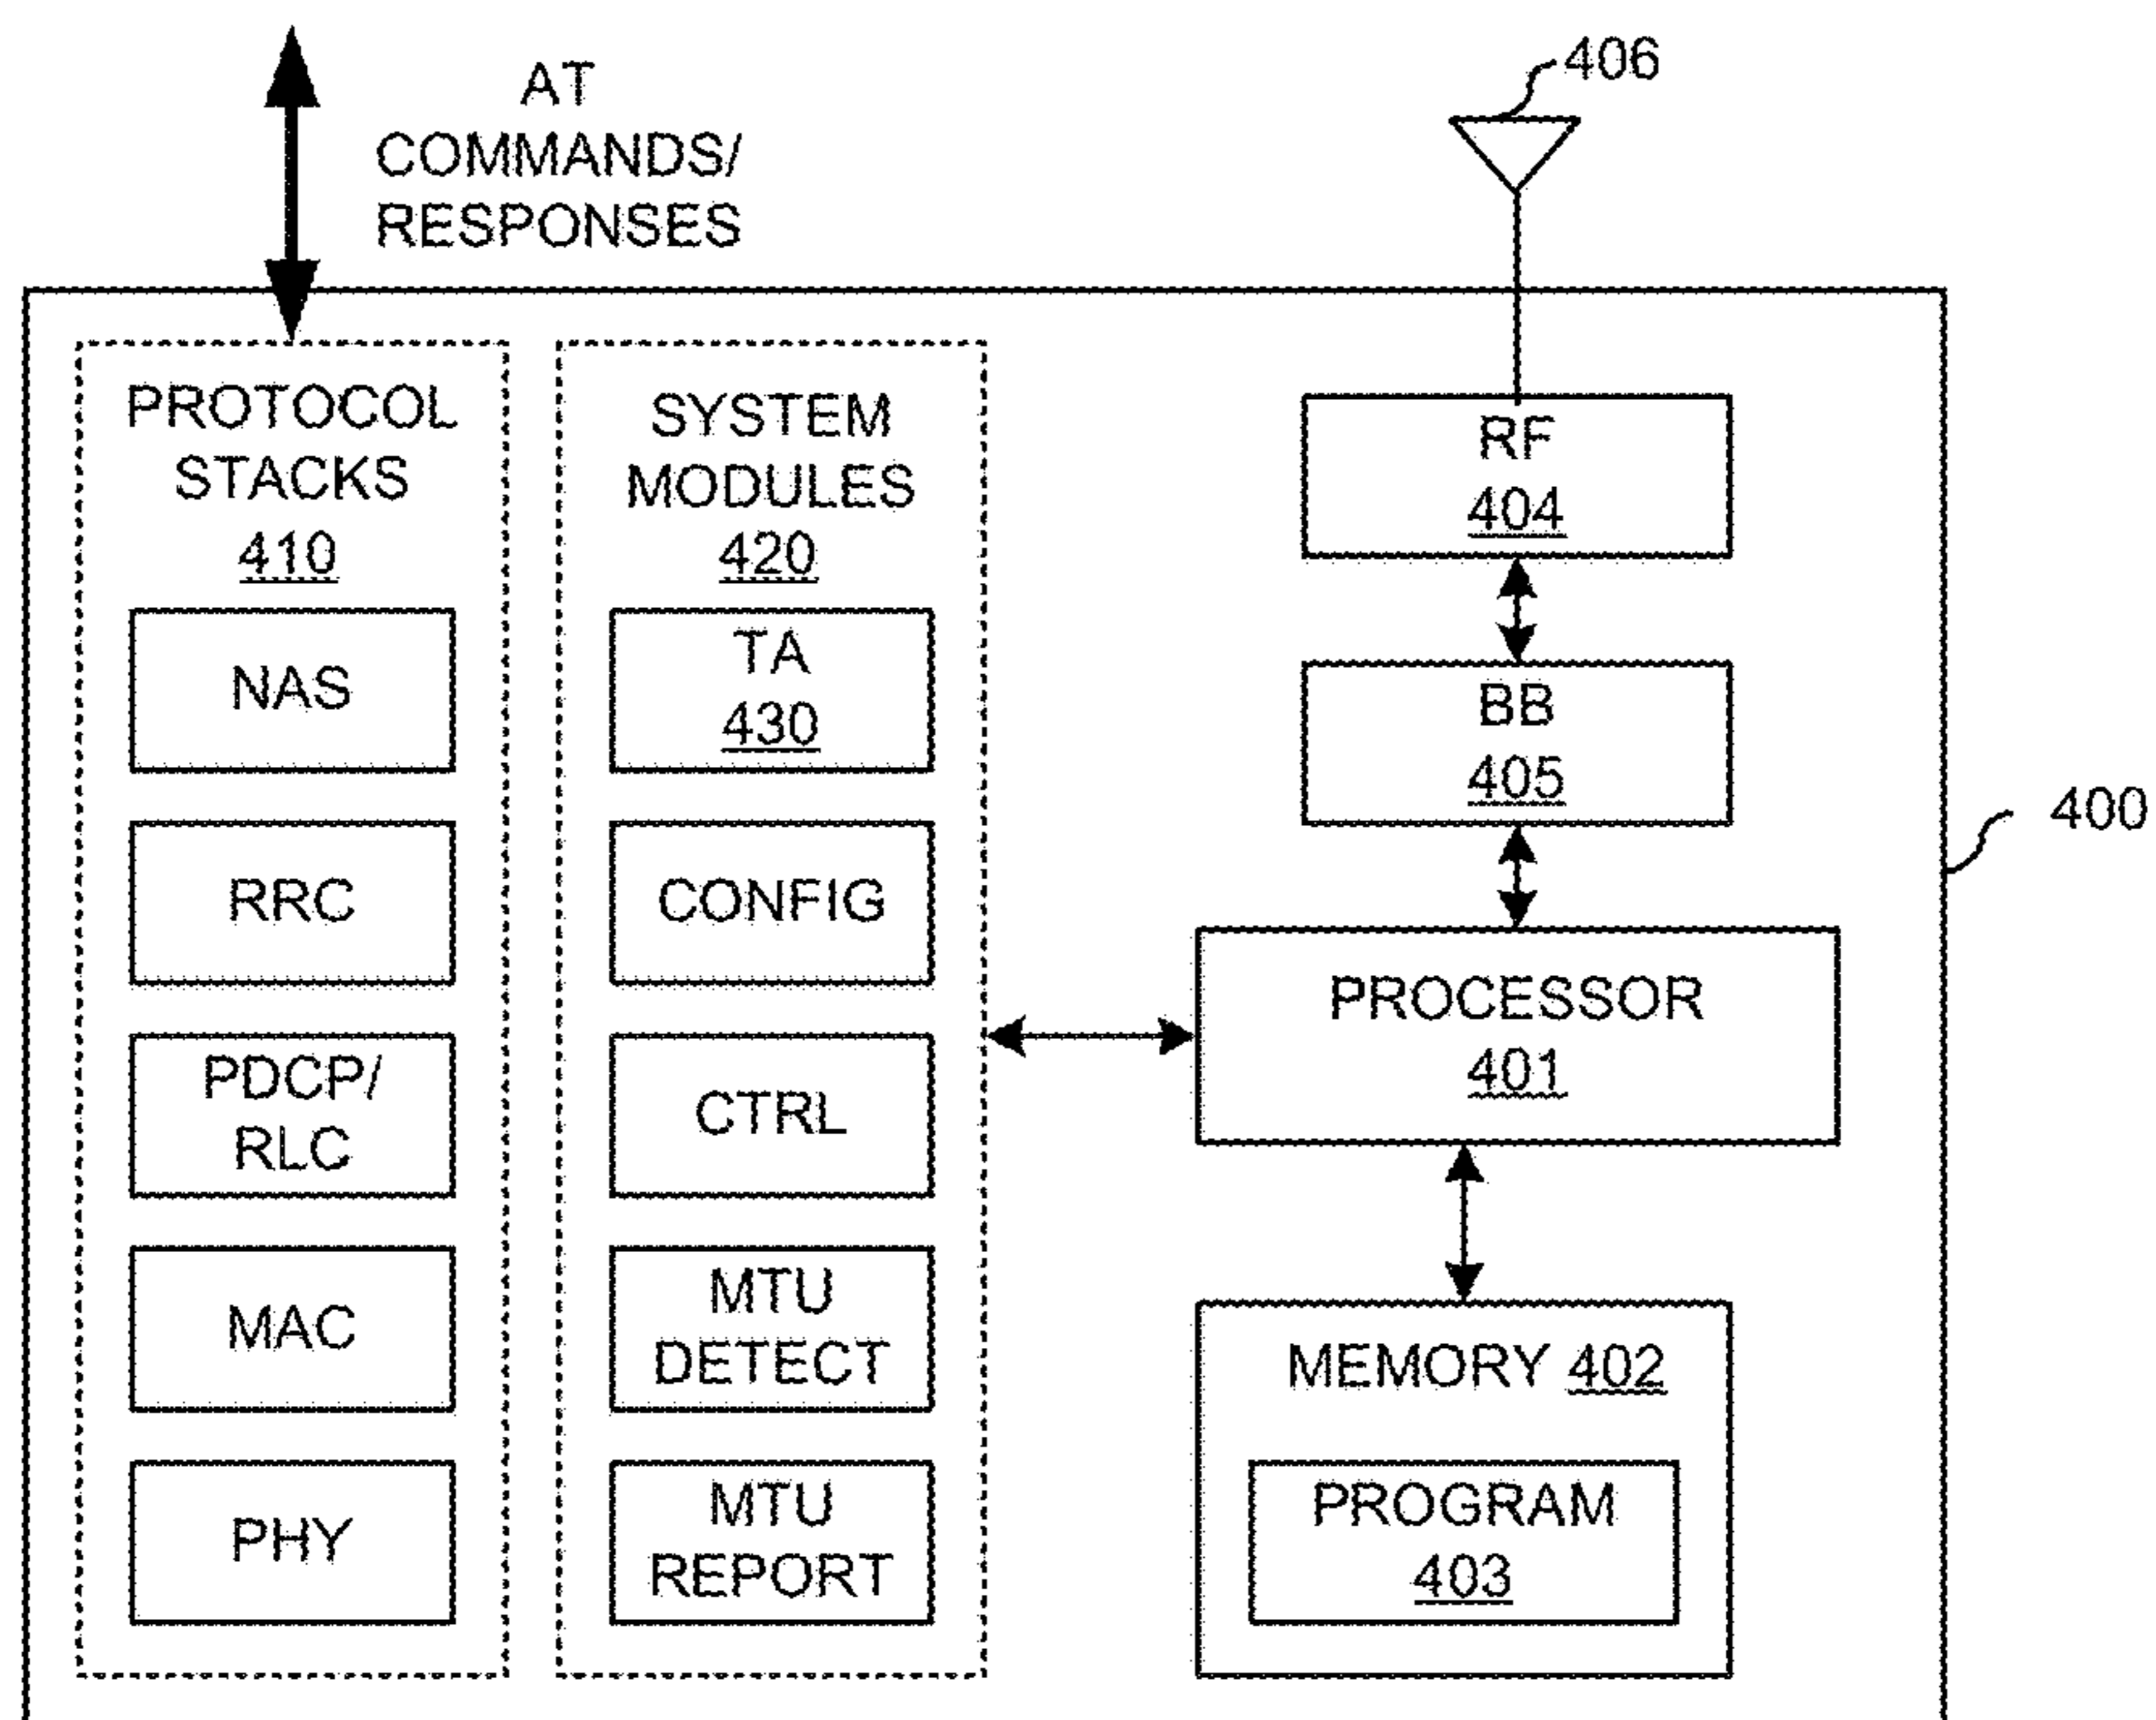 AT
COMMANDS/
RESPONSES
406
PROTOCOL
STACKS
410
NAS
RRC
PDCP/
RLC
MAC
PHY
SYSTEM
MODULES
420
TA
430
CONFIG
CTRL
MTU
DETECT
MTU
REPORT
RF
404
BB
405
PROCESSOR
401
MEMORY 402
PROGRAM
403
400